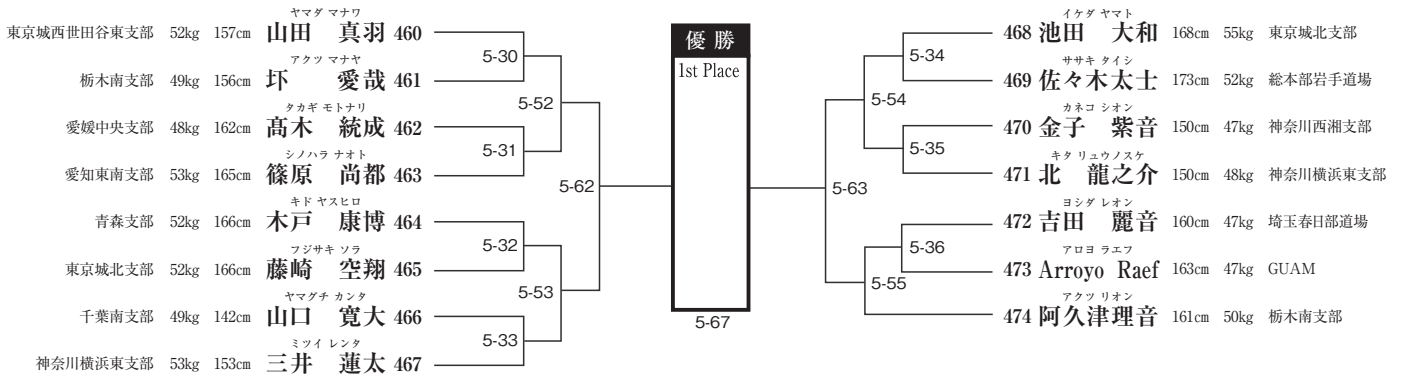 ヤマダ マナワ
東京城西世田谷東支部 52kg 157cm 山田 真羽 460
アクツ マナヤ
栃木南支部 49kg 156cm 圷 愛哉 461
タカギ モトナリ
愛媛中央支部 48kg 162cm 髙木 統成 462
シノハラ ナオト
愛知東南支部 53kg 165cm 篠原 尚都 463
キド ヤスヒロ
青森支部 52kg 166cm 木戸 康博 464
フジサキ ソラ
東京城北支部 52kg 166cm 藤崎 空翔 465
ヤマグチ カンタ
千葉南支部 49kg 142cm 山口 寛大 466
ミツイ レンタ
神奈川横浜東支部 53kg 153cm 三井 蓮太 467
5-30
5-31
5-32
5-33
5-52
5-53
5-62
優勝
1st Place
5-67
5-63
5-54
5-55
5-34
5-35
5-36
イケダ ヤマト
468 池田 大和 168cm 55kg 東京城北支部
ササキ タイシ
469 佐々木太士 173cm 52kg 総本部岩手道場
カネコ シオン
470 金子 紫音 150cm 47kg 神奈川西湘支部
キタ リュウノスケ
471 北 龍之介 150cm 48kg 神奈川横浜東支部
ヨシダ レオン
472 吉田 麗音 160cm 47kg 埼玉春日部道場
アロヨ ラエフ
473 Arroyo Raef 163cm 47kg GUAM
アクツ リオン
474 阿久津理音 161cm 50kg 栃木南支部